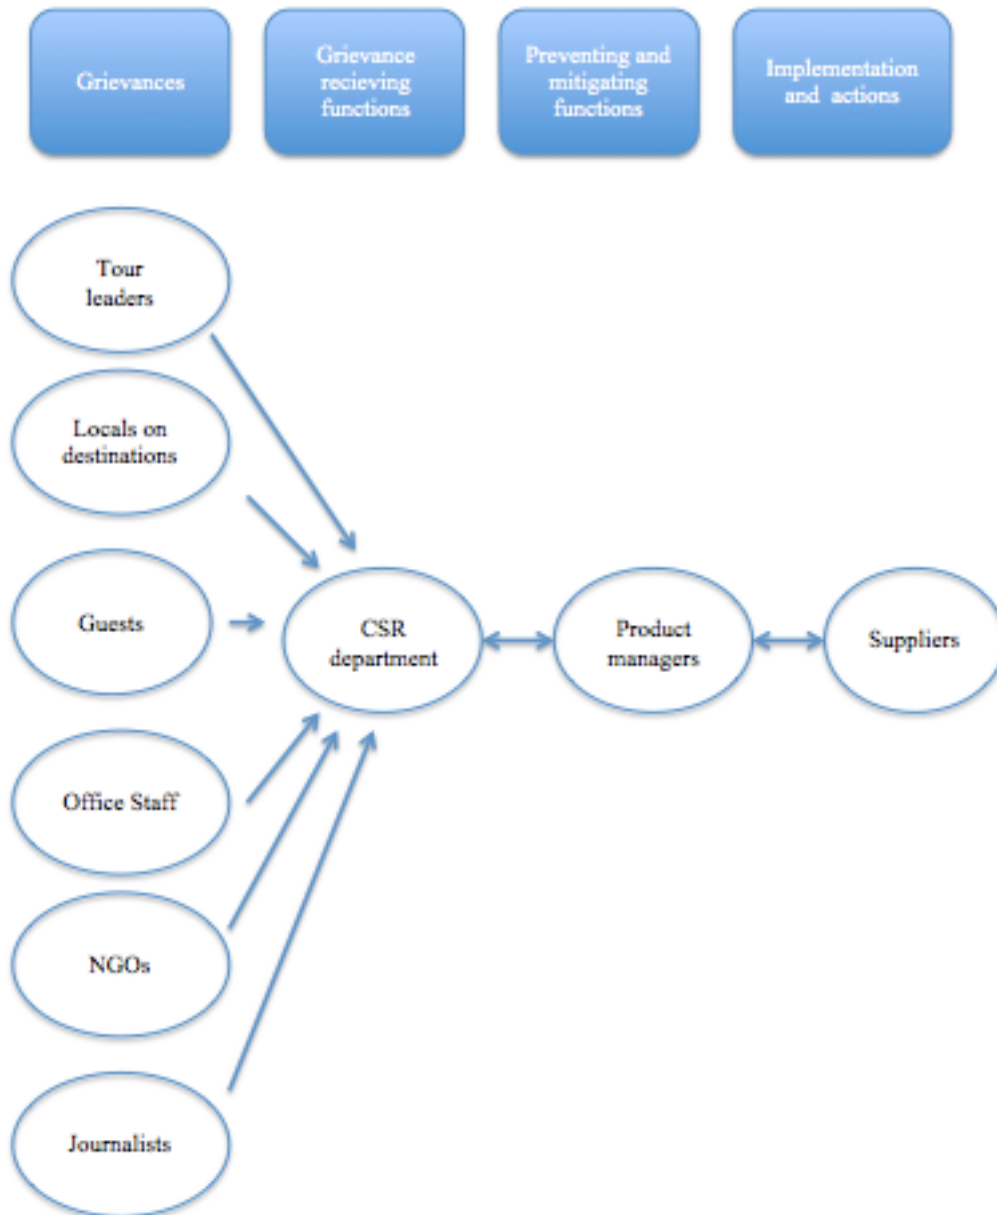 Grievances
Grievance
recieving
functions
Preventing and
mitigating
functions
Implementation
and actions
Tour
leaders
Locals on
destinations
Guests
CSR
department
Product
managers
Suppliers
Office Staff
NGOs
Journalists